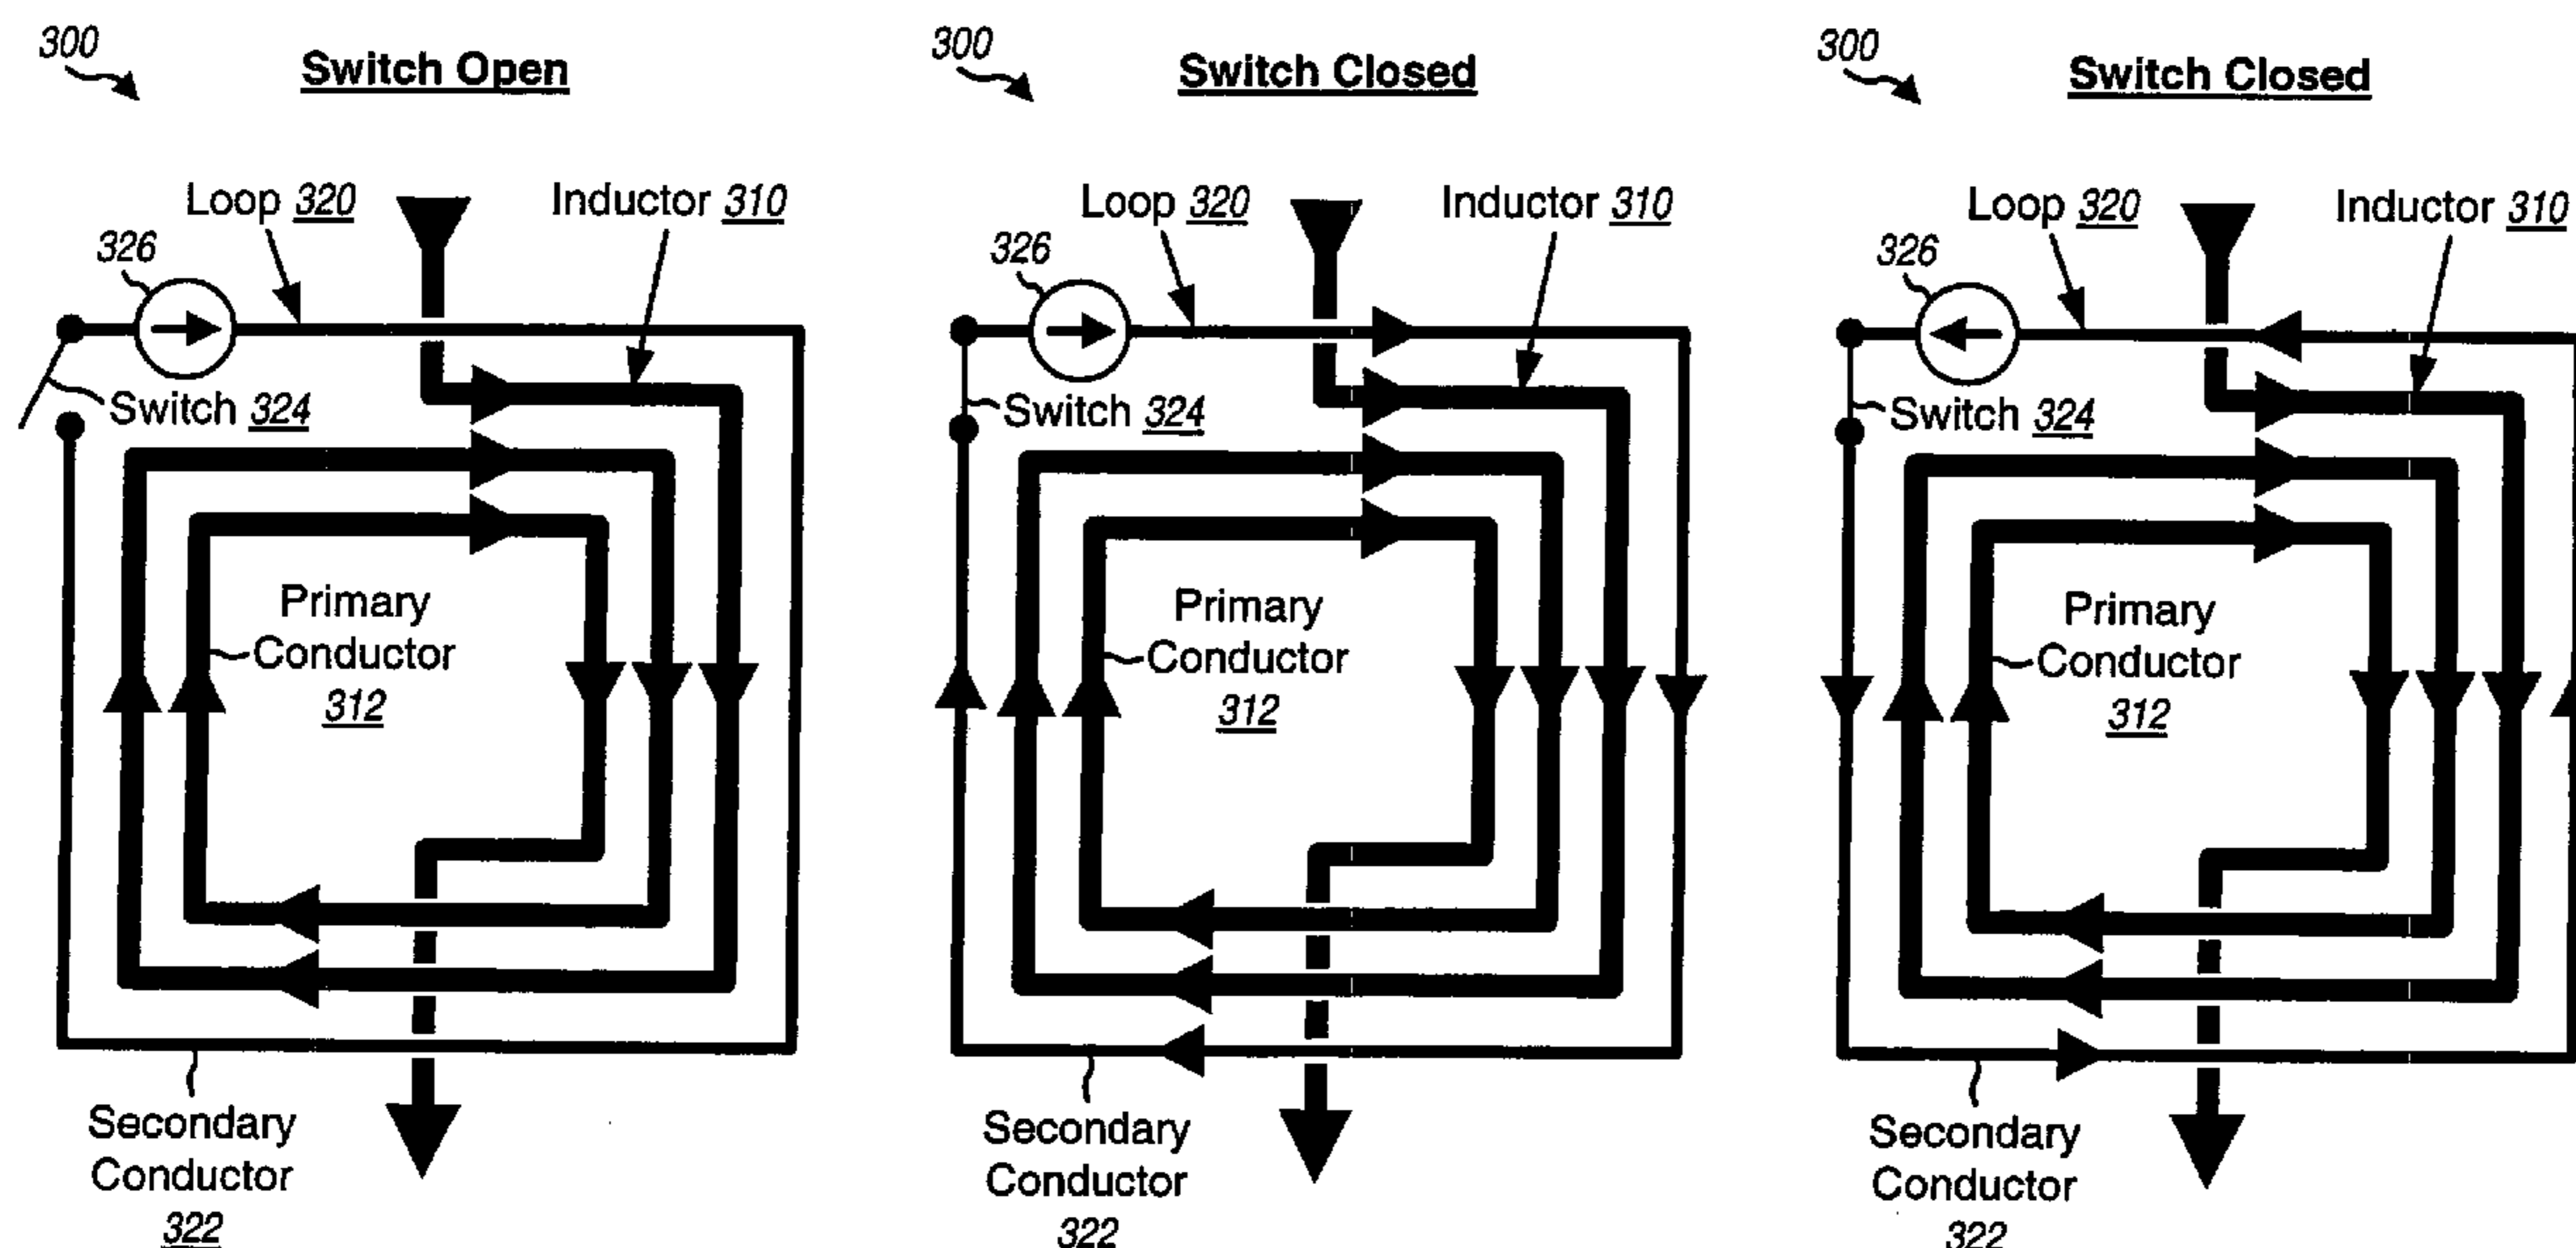 300
Switch Open
Loop 320
Inductor 310
326
Switch 324
Primary
Conductor
312
Secondary
Conductor
322
300
Switch Closed
Loop 320
Inductor 310
326
Switch 324
Primary
Conductor
312
Secondary
Conductor
322
300
Switch Closed
Loop 320
Inductor 310
326
Switch 324
Primary
Conductor
312
Secondary
Conductor
322